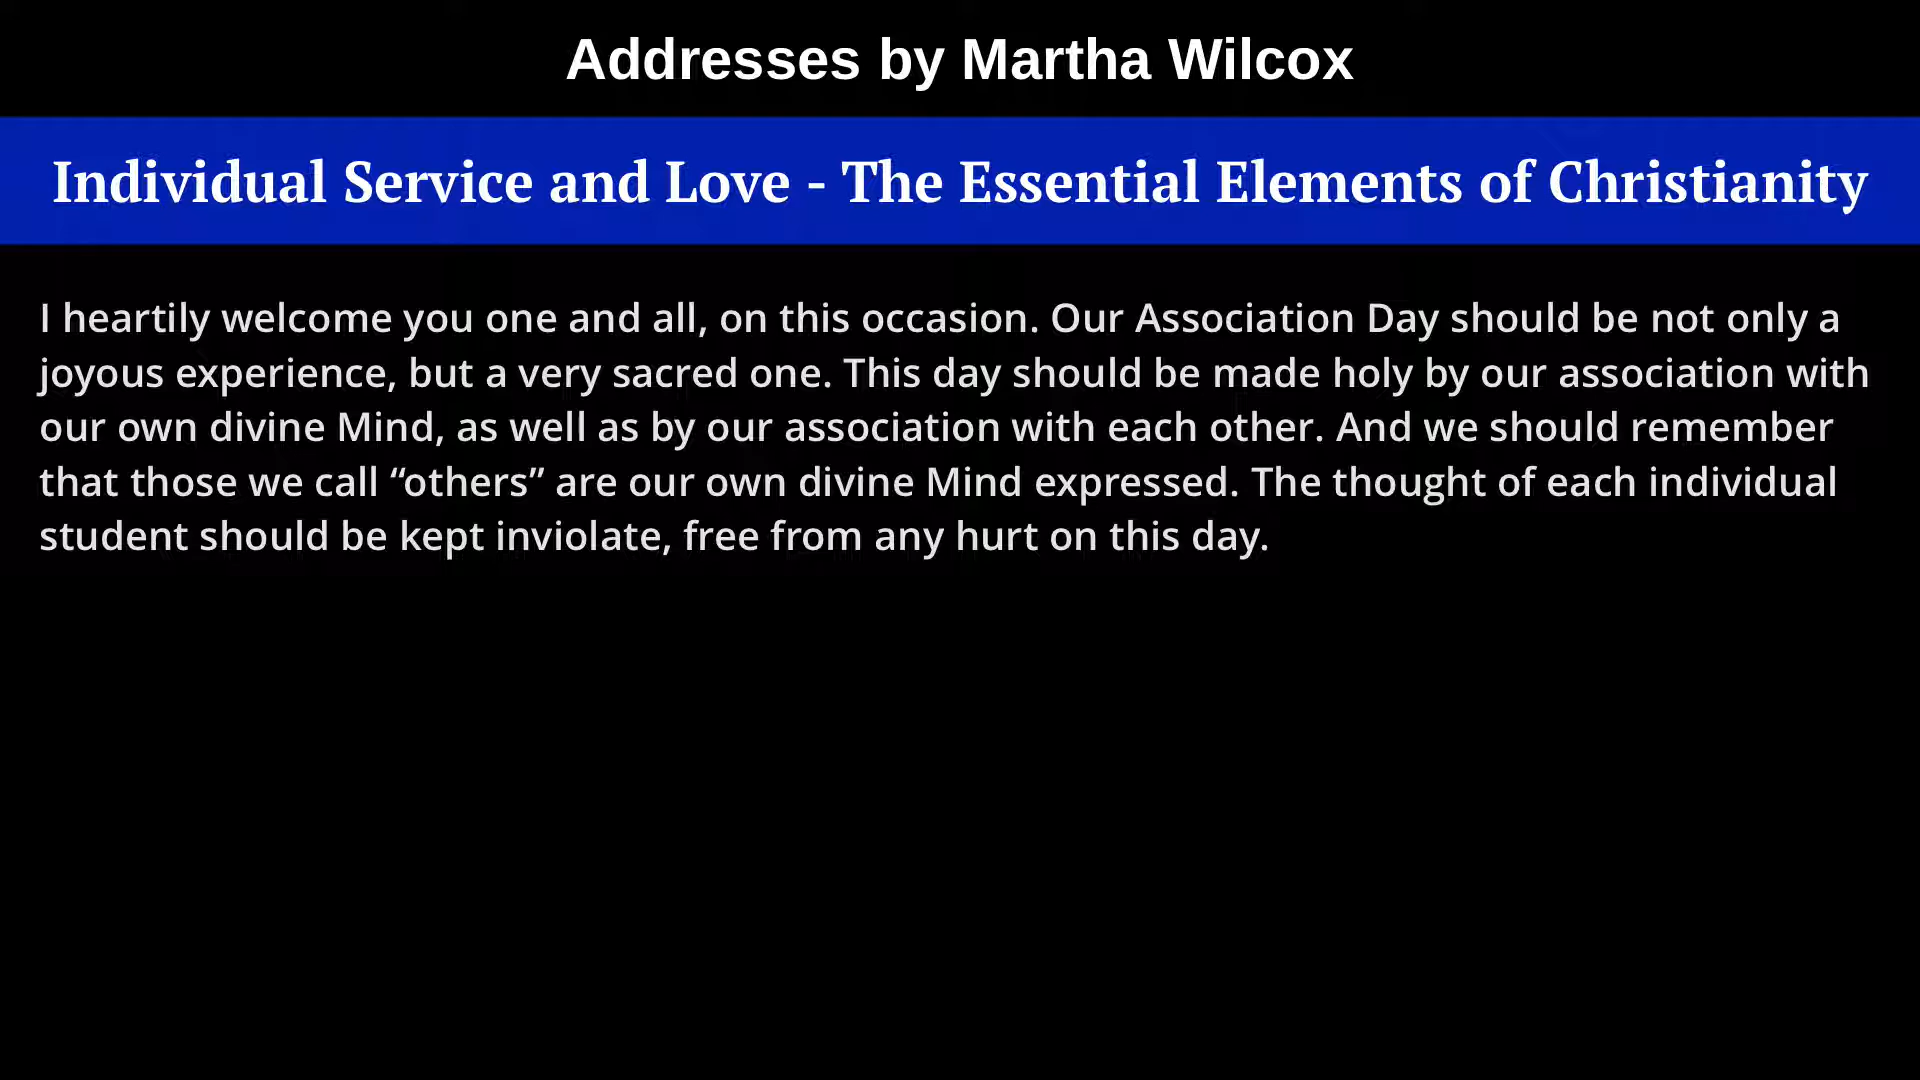 Addresses by Martha Wilcox
Individual Service and Love - The Essential Elements of Christianity
I heartily welcome you one and all, on this occasion. Our Association Day should be not only a
joyous experience, but a very sacred one. This day should be made holy by our association with
our own divine Mind, as well as by our association with each other. And we should remember
that those we call “others” are our own divine Mind expressed. The thought of each individual
student should be kept inviolate, free from any hurt on this day.